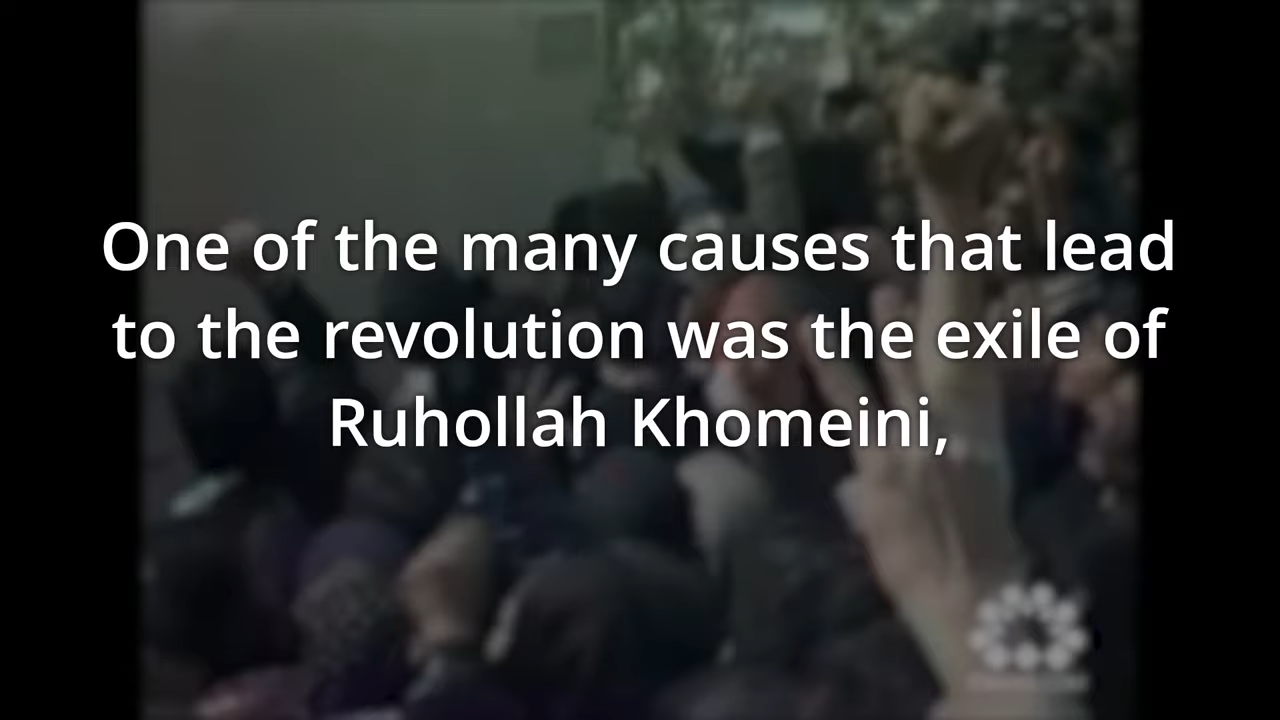 One of the many causes that lead
to the revolution was the exile of
Ruhollah Khomeini,